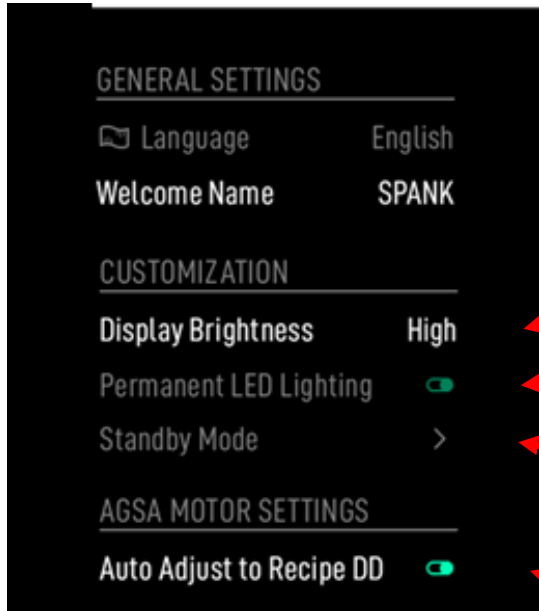 GENERAL SETTINGS
Language English
Welcome Name SPANK
CUSTOMIZATION
Display Brightness High
Permanent LED Lighting
Standby Mode >
AGSA MOTOR SETTINGS
Auto Adjust to Recipe DD